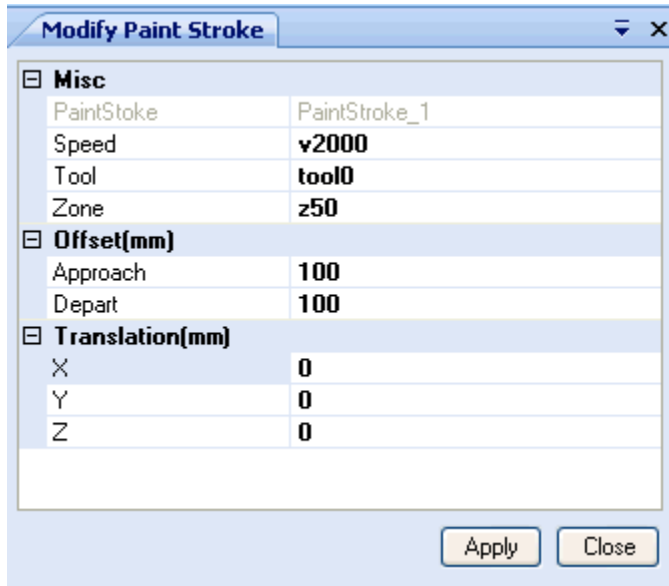 Modify Paint Stroke
Misc
PaintStoke PaintStroke_1
Speed v2000
Tool tool0
Zone z50
Offset(mm)
Approach 100
Depart 100
Translation(mm)
X 0
Y 0
Z 0
Apply Close